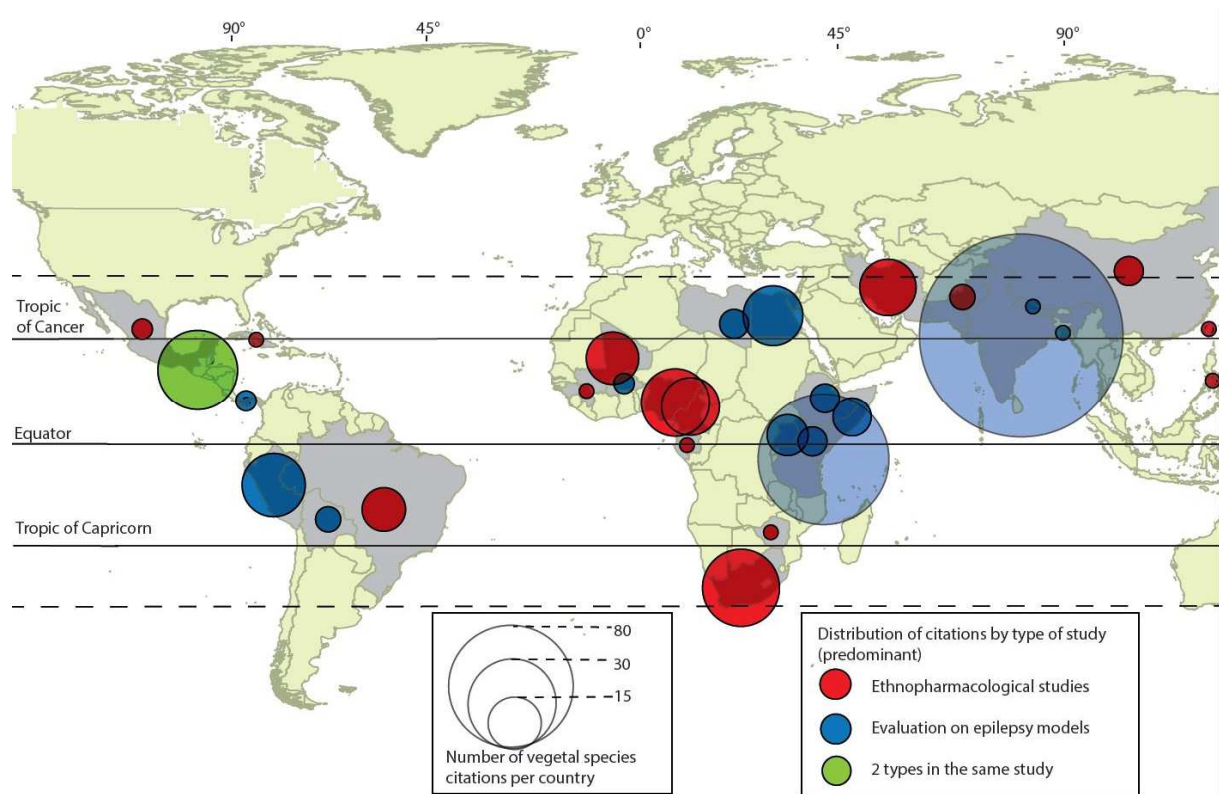 90°
45°
0°
45°
90°
Tropic
of Cancer
Equator
Tropic of Capricorn
80
30
15
Number of vegetal species
citations per country
Distribution of citations by type of study
(predominant)
Ethnopharmacological studies
Evaluation on epilepsy models
2 types in the same study